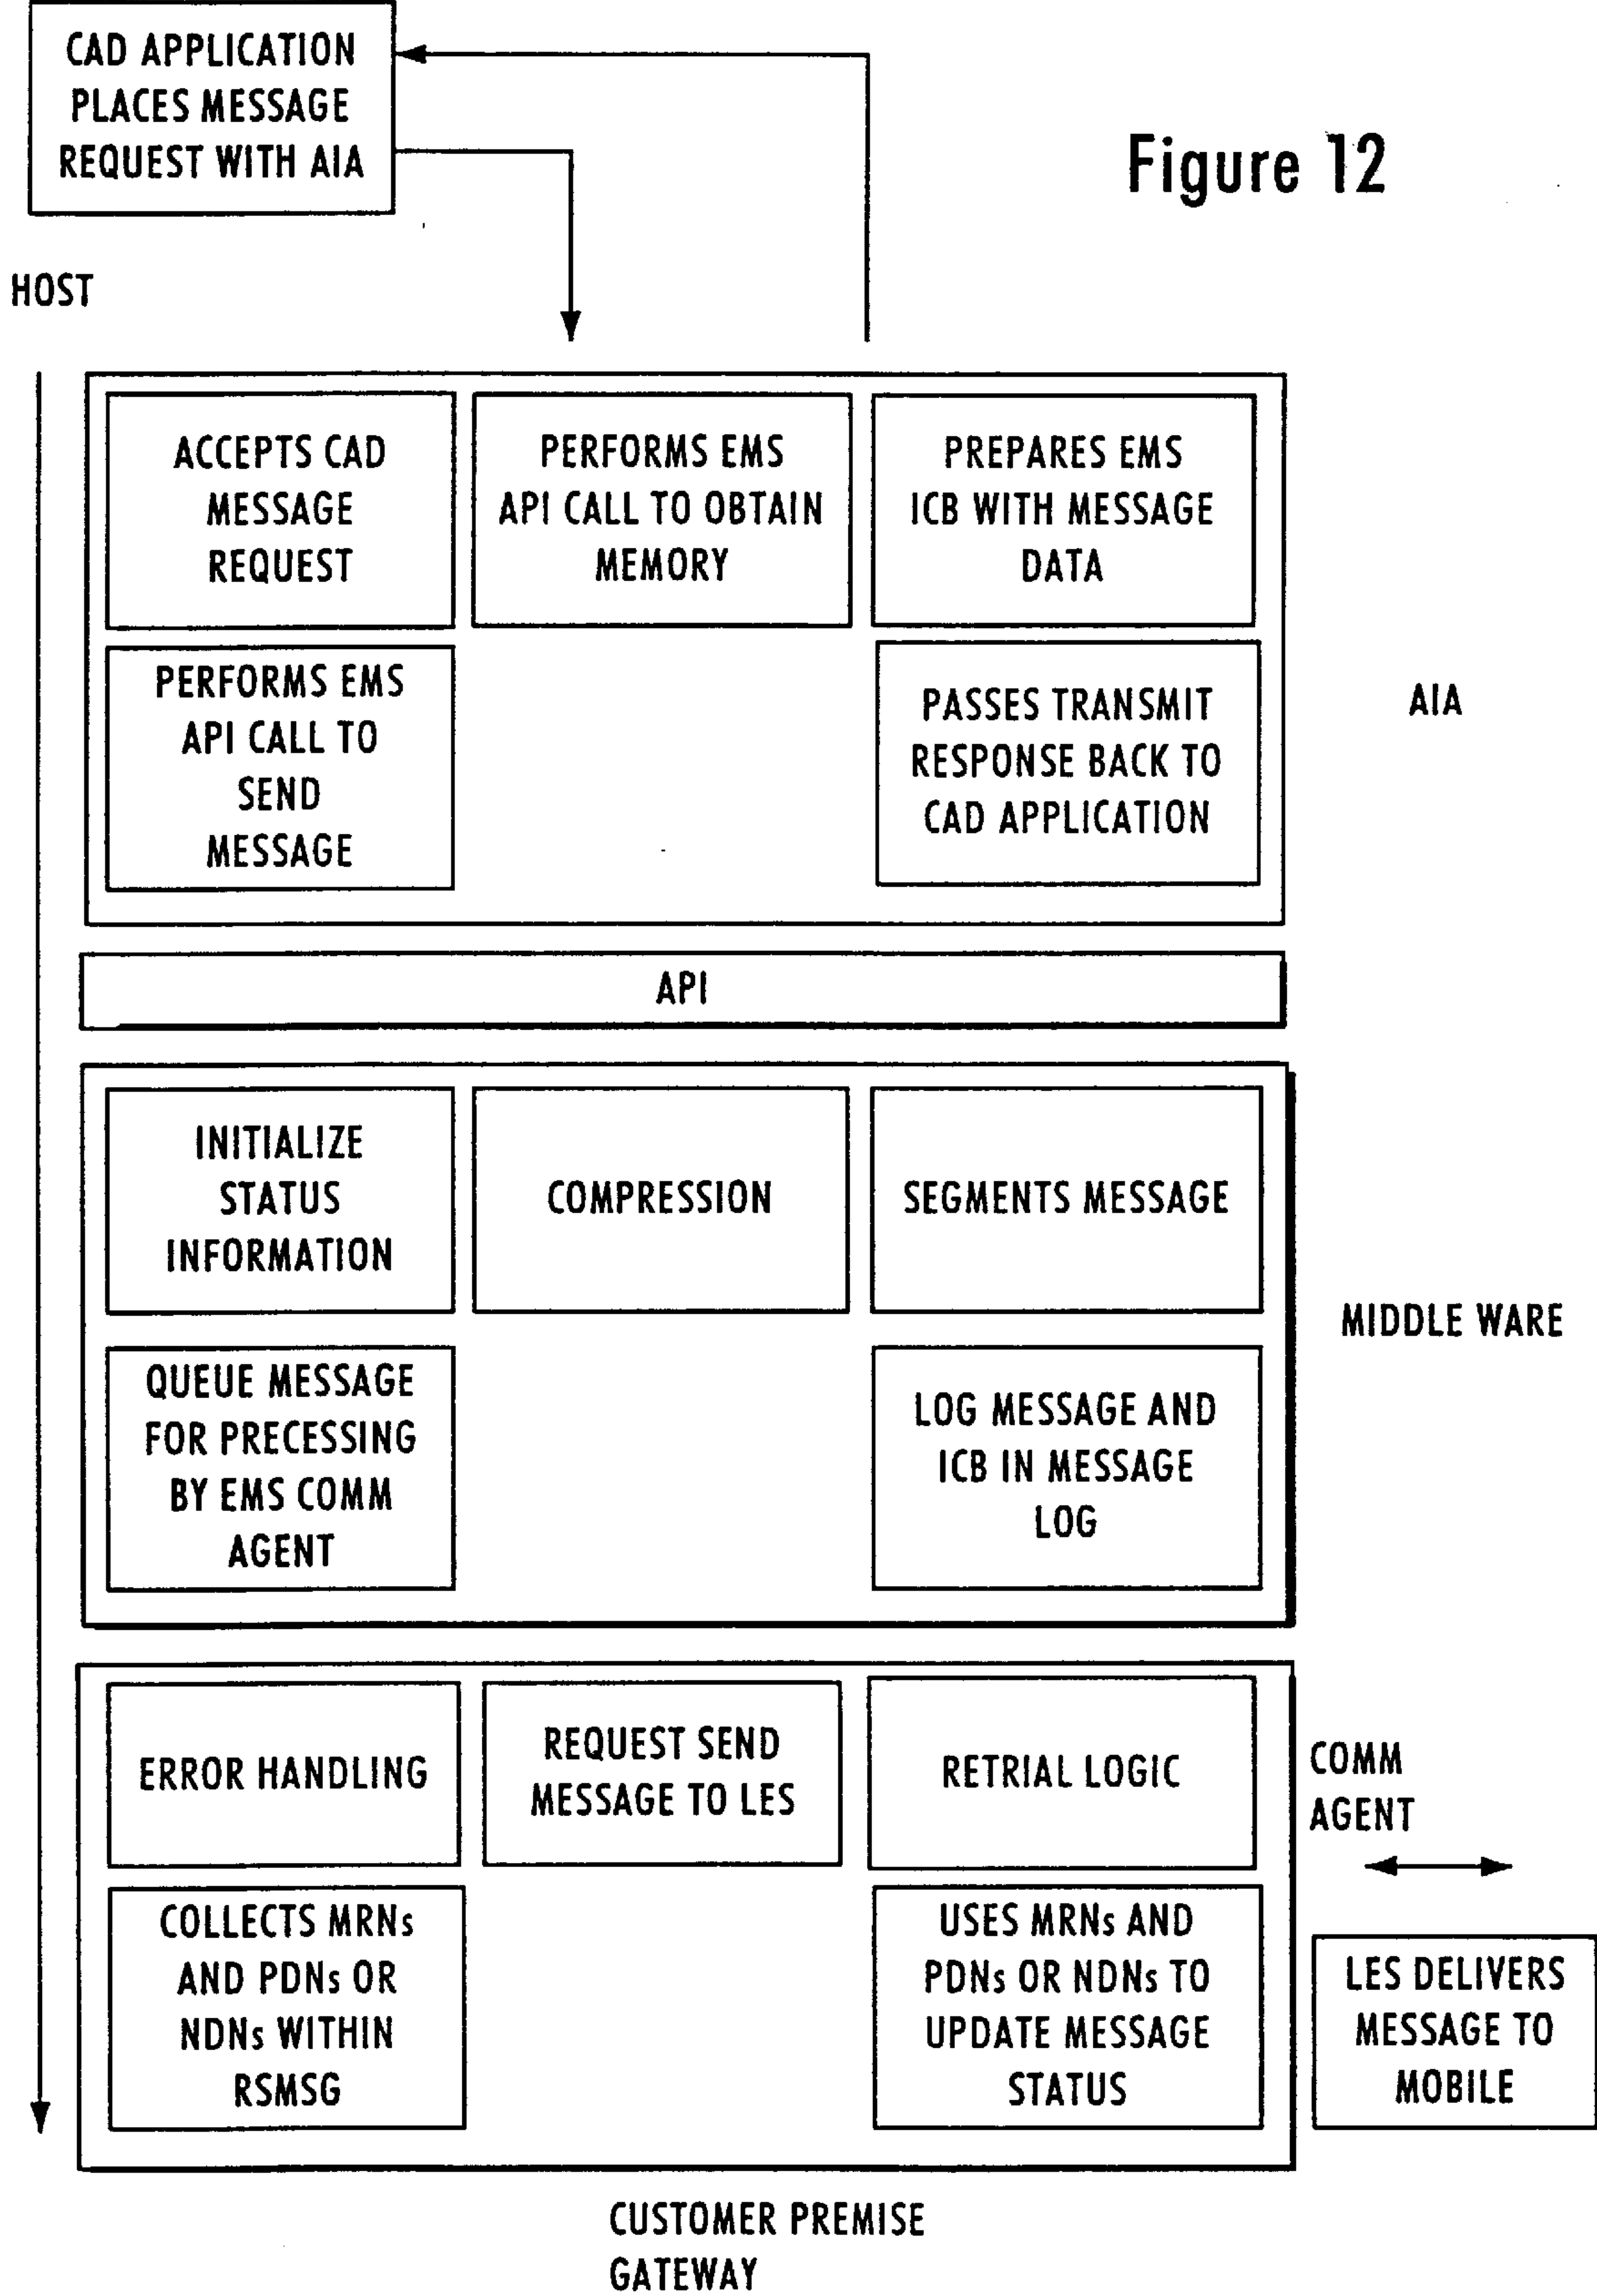 CAD APPLICATION
PLACES MESSAGE
REQUEST WITH AIA
Figure 12
HOST
ACCEPTS CAD
MESSAGE
REQUEST
PERFORMS EMS
API CALL TO OBTAIN
MEMORY
PREPARES EMS
ICB WITH MESSAGE
DATA
PERFORMS EMS
API CALL TO
SEND
MESSAGE
PASSES TRANSMIT
RESPONSE BACK TO
CAD APPLICATION
AIA
API
INITIALIZE
STATUS
INFORMATION
COMPRESSION
SEGMENTS MESSAGE
MIDDLE WARE
QUEUE MESSAGE
FOR PRECESSING
BY EMS COMM
AGENT
LOG MESSAGE AND
ICB IN MESSAGE
LOG
ERROR HANDLING
REQUEST SEND
MESSAGE TO LES
RETRIAL LOGIC
COMM
AGENT
COLLECTS MRNs
AND PDNs OR
NDNs WITHIN
RSMSG
USES MRNs AND
PDNs OR NDNs TO
UPDATE MESSAGE
STATUS
LES DELIVERS
MESSAGE TO
MOBILE
CUSTOMER PREMISE
GATEWAY